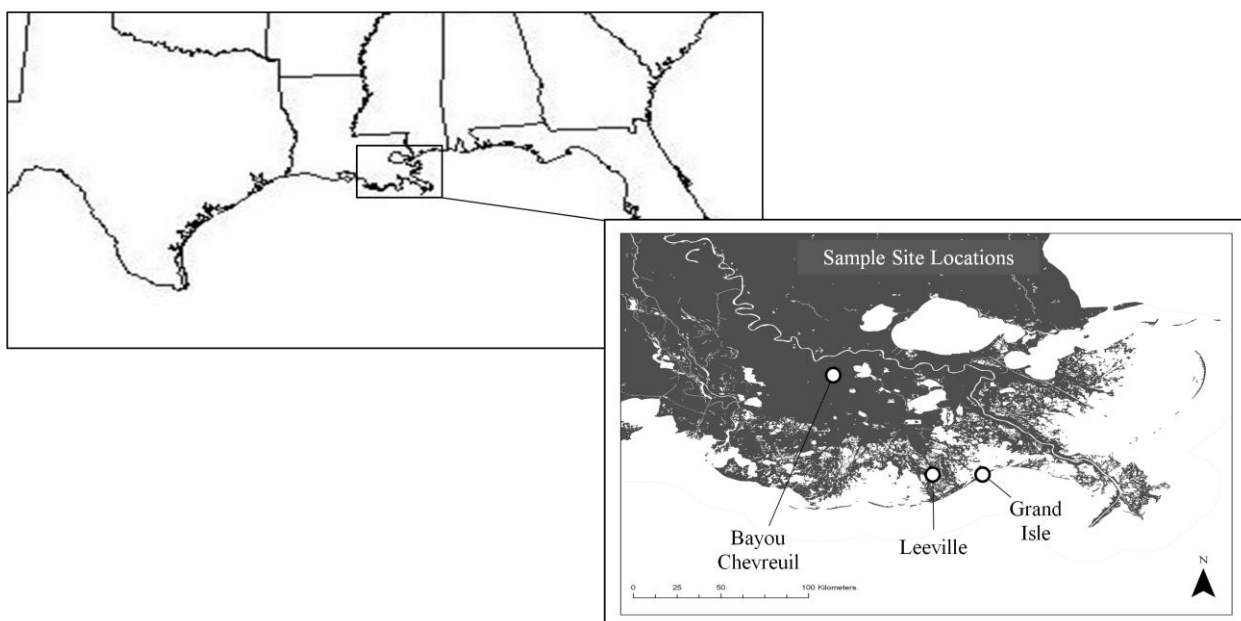 Sample Site Locations
Bayou
Chevreuil
Leeville
Grand
Isle
N
0 25 50 100 Kilometers